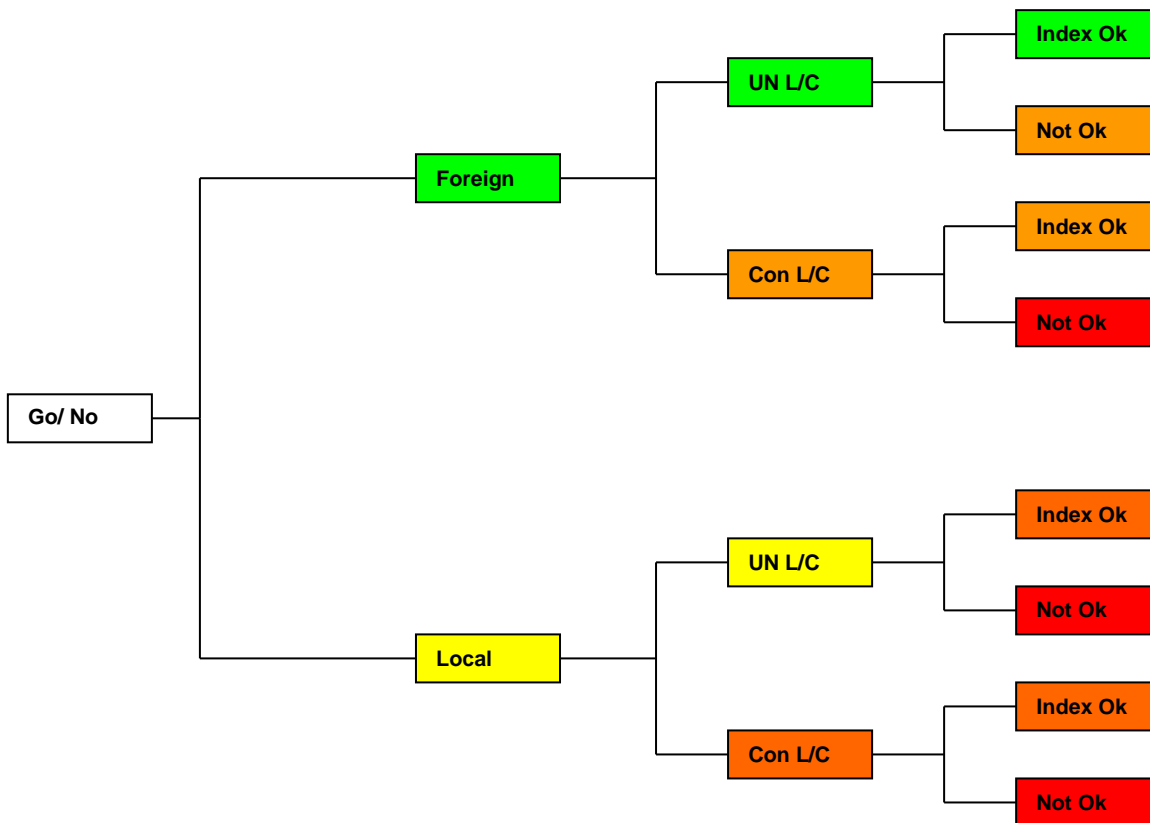 Index Ok
UN L/C
Not Ok
Foreign
Index Ok
Con L/C
Not Ok
Go/ No
Index Ok
UN L/C
Not Ok
Local
Index Ok
Con L/C
Not Ok